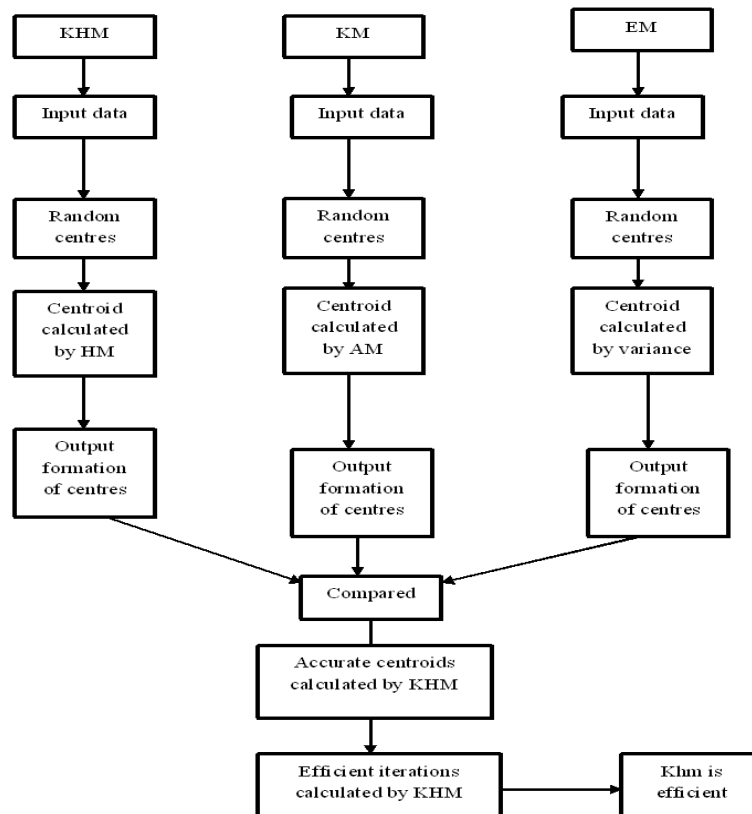 KHM
KM
EM
Input data
Input data
Input data
Random
centres
Random
centres
Random
centres
Centroid
calculated
by HM
Centroid
calculated
by AM
Centroid
calculated
by variance
Output
formation
of centres
Output
formation
of centres
Output
formation
of centres
Compared
Accurate centroids
calculated by KHM
Efficient iterations
calculated by KHM
Khm is
efficient